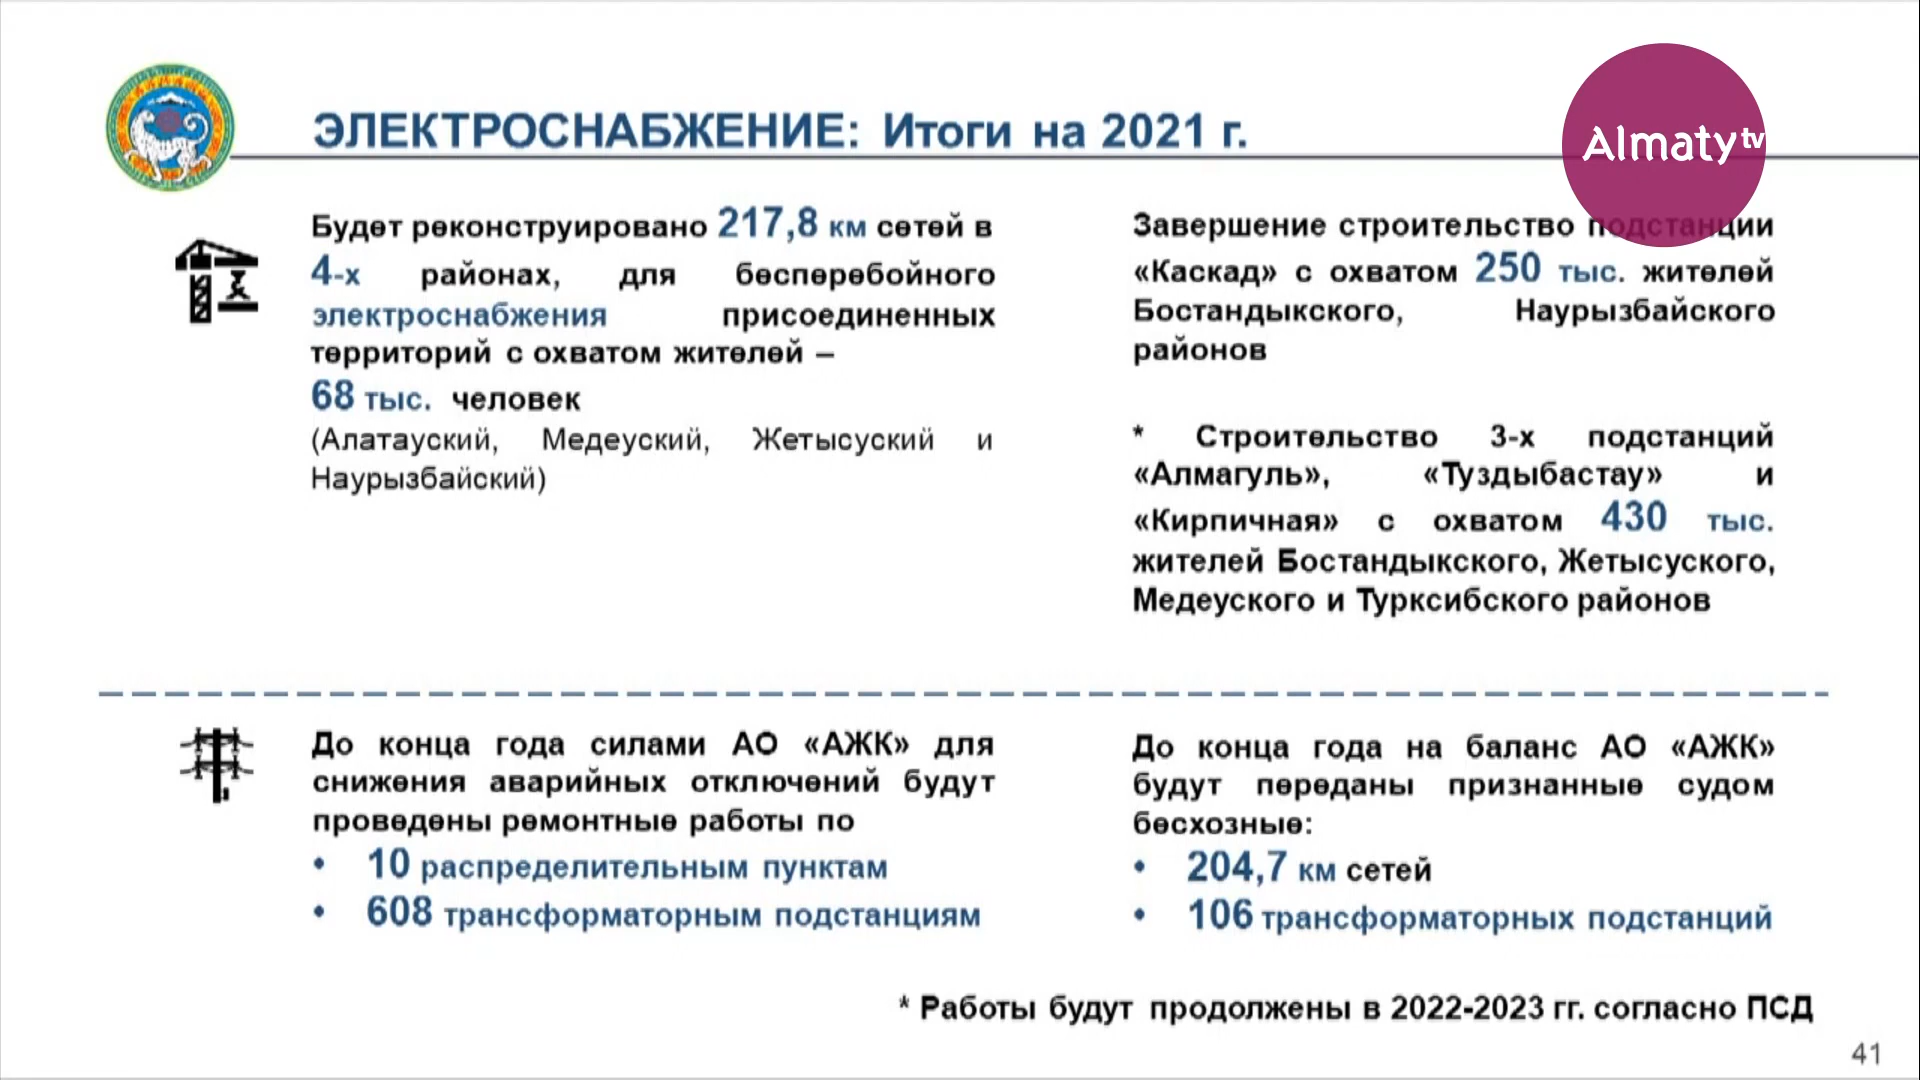 ЭЛЕКТРОСНАБЖЕНИЕ: Итоги на 2021 г.
Almaty tv
Будет реконструировано 217,8 км сетей в
4-х районах, для бесперебойного
электроснабжения присоединенных
территорий с охватом жителей –
68 тыс. человек
(Алатауский, Медеуский, Жетысуский и
Наурызбайский)
Завершение строительство подстанции
«Каскад» с охватом 250 тыс. жителей
Бостандыкского, Наурызбайского
районов
* Строительство 3-х подстанций
«Алмагуль», «Туздыбастау» и
«Кирпичная» с охватом 430 тыс.
жителей Бостандыкского, Жетысуского,
Медеуского и Турксибского районов
До конца года силами АО «АЖК» для
снижения аварийных отключений будут
проведены ремонтные работы по
• 10 распределительным пунктам
• 608 трансформаторным подстанциям
До конца года на баланс АО «АЖК»
будут переданы признанные судом
бесхозные:
• 204,7 км сетей
• 106 трансформаторных подстанций
* Работы будут продолжены в 2022-2023 гг. согласно ПСД
41